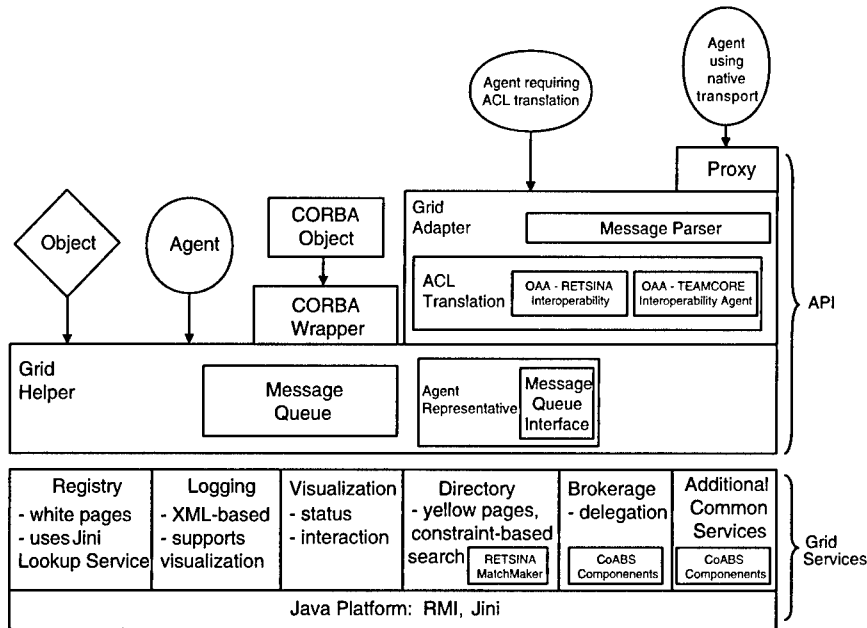 Agent
using
native
transport
Agent requiring
ACL translation
Proxy
Grid
Adapter
Message Parser
CORBA
Object
Object
Agent
ACL
Translation
OAA - RETSINA
Interoperability
OAA - TEAMCORE
Interoperability Agent
CORBA
Wrapper
API
Grid
Helper
Message
Queue
Agent
Representative
Message
Queue
Interface
Registry
- white pages
- uses Jini
Lookup Service
Logging
- XML-based
- supports
visualization
Visualization
- status
- interaction
Directory
- yellow pages,
constraint-based
search
RETSINA
MatchMaker
Brokerage
- delegation
CoABS
Componenents
Additional
Common
Services
CoABS
Componenents
Grid
Services
Java Platform: RMI, Jini